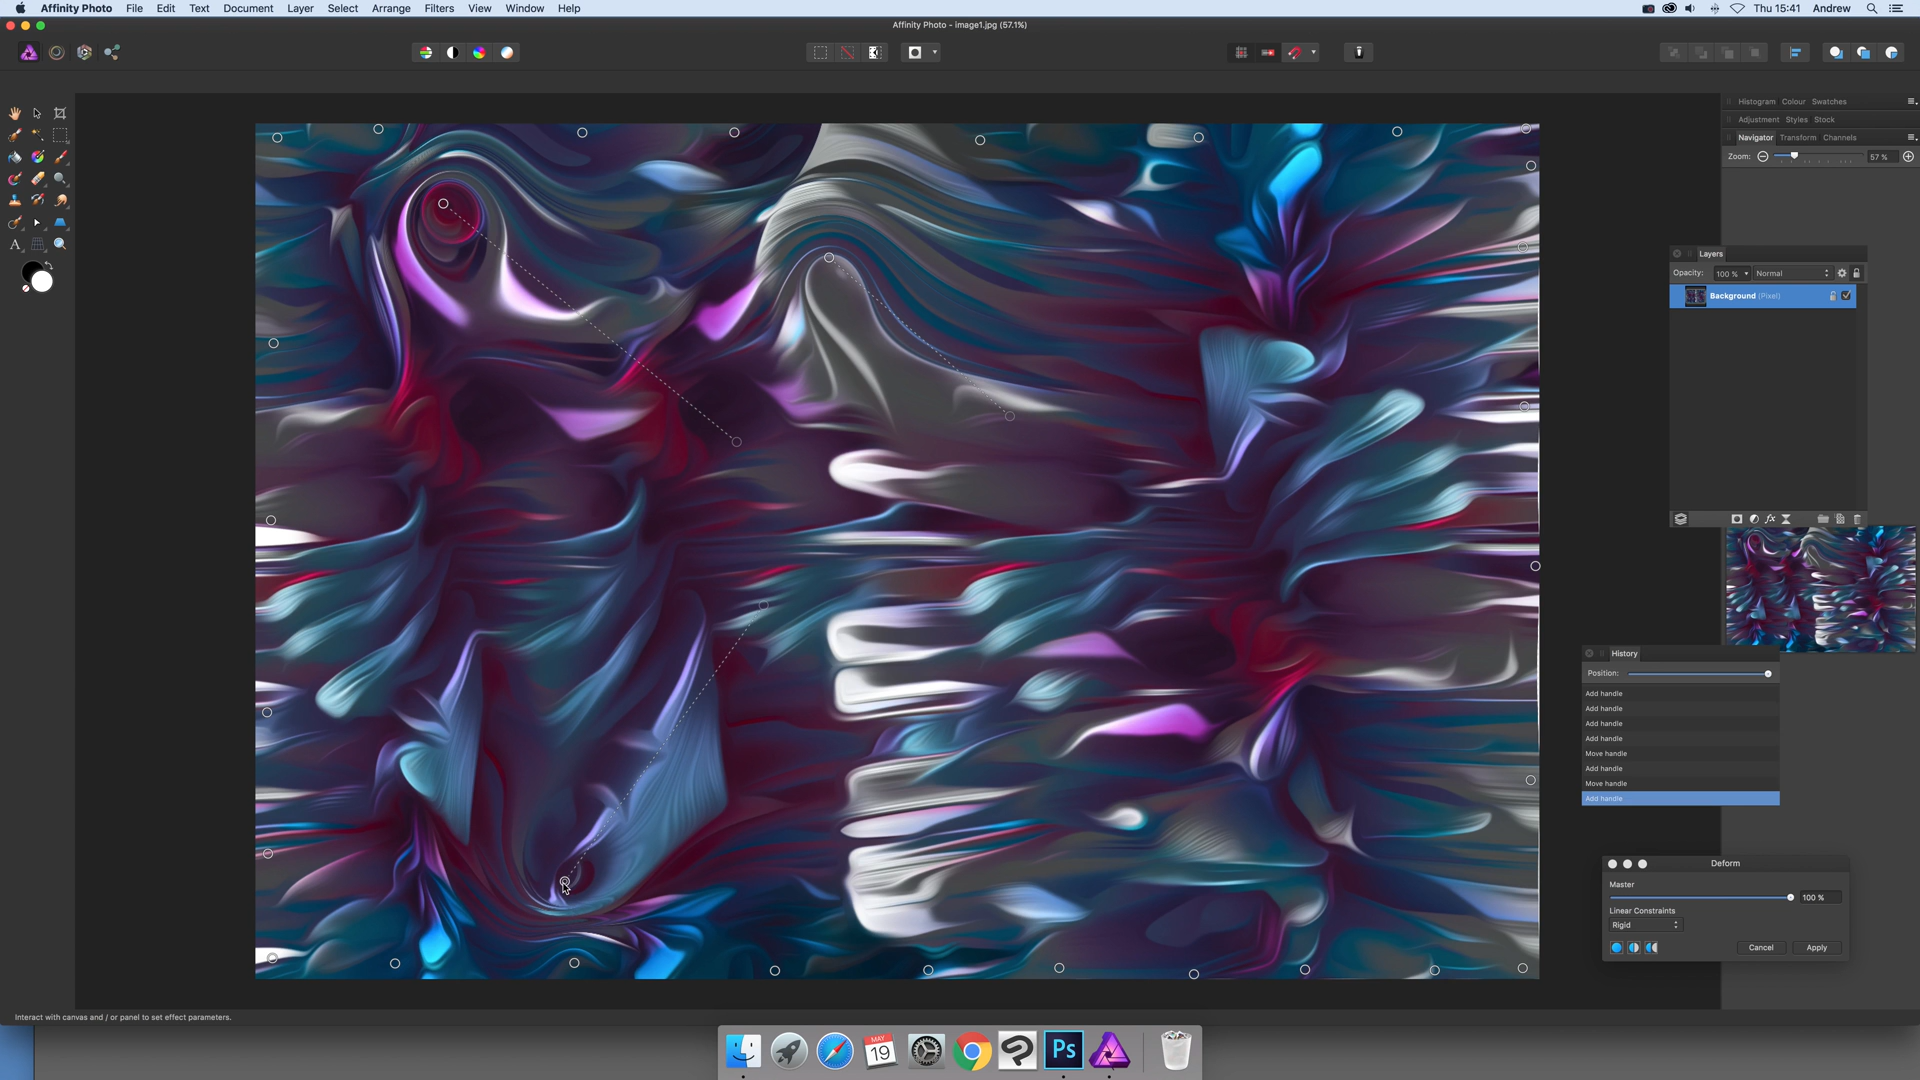 Affinity Photo File Edit Text Document Layer Select Arrange Filters View Window Help Thu 15:41 Andrew
Affinity Photo - image1.jpg (57.1%)
Histogram Colour Swatches
Adjustment Styles Stock
Navigator Transform Channels
Zoom: 57 %
Layers
Opacity: 100 % Normal
Background (Pixel)
A
fx
History
Position:
Add handle
Add handle
Add handle
Add handle
Move handle
Add handle
Move handle
Add handle
Deform
Master
100 %
Linear Constraints
Rigid
Cancel Apply
Interact with canvas and / or panel to set effect parameters.
MAY
19
Ps